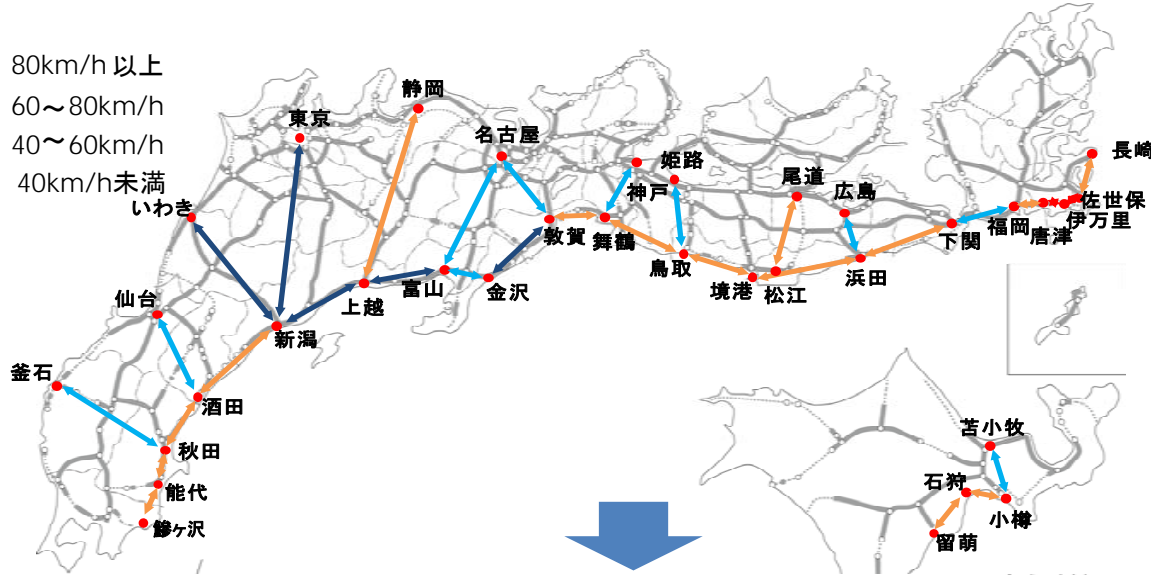 80km/h 以上
60～80km/h
40～60km/h
40km/h未満
静岡
東京
名古屋
姫路
神戸
尾道
広島
長崎
佐世保
伊万里
唐津
福岡
下関
いわき
敦賀
舞鶴
鳥取
境港
松江
浜田
富山
金沢
上越
仙台
新潟
釜石
酒田
秋田
能代
鰺ヶ沢
苫小牧
石狩
小樽
留萌